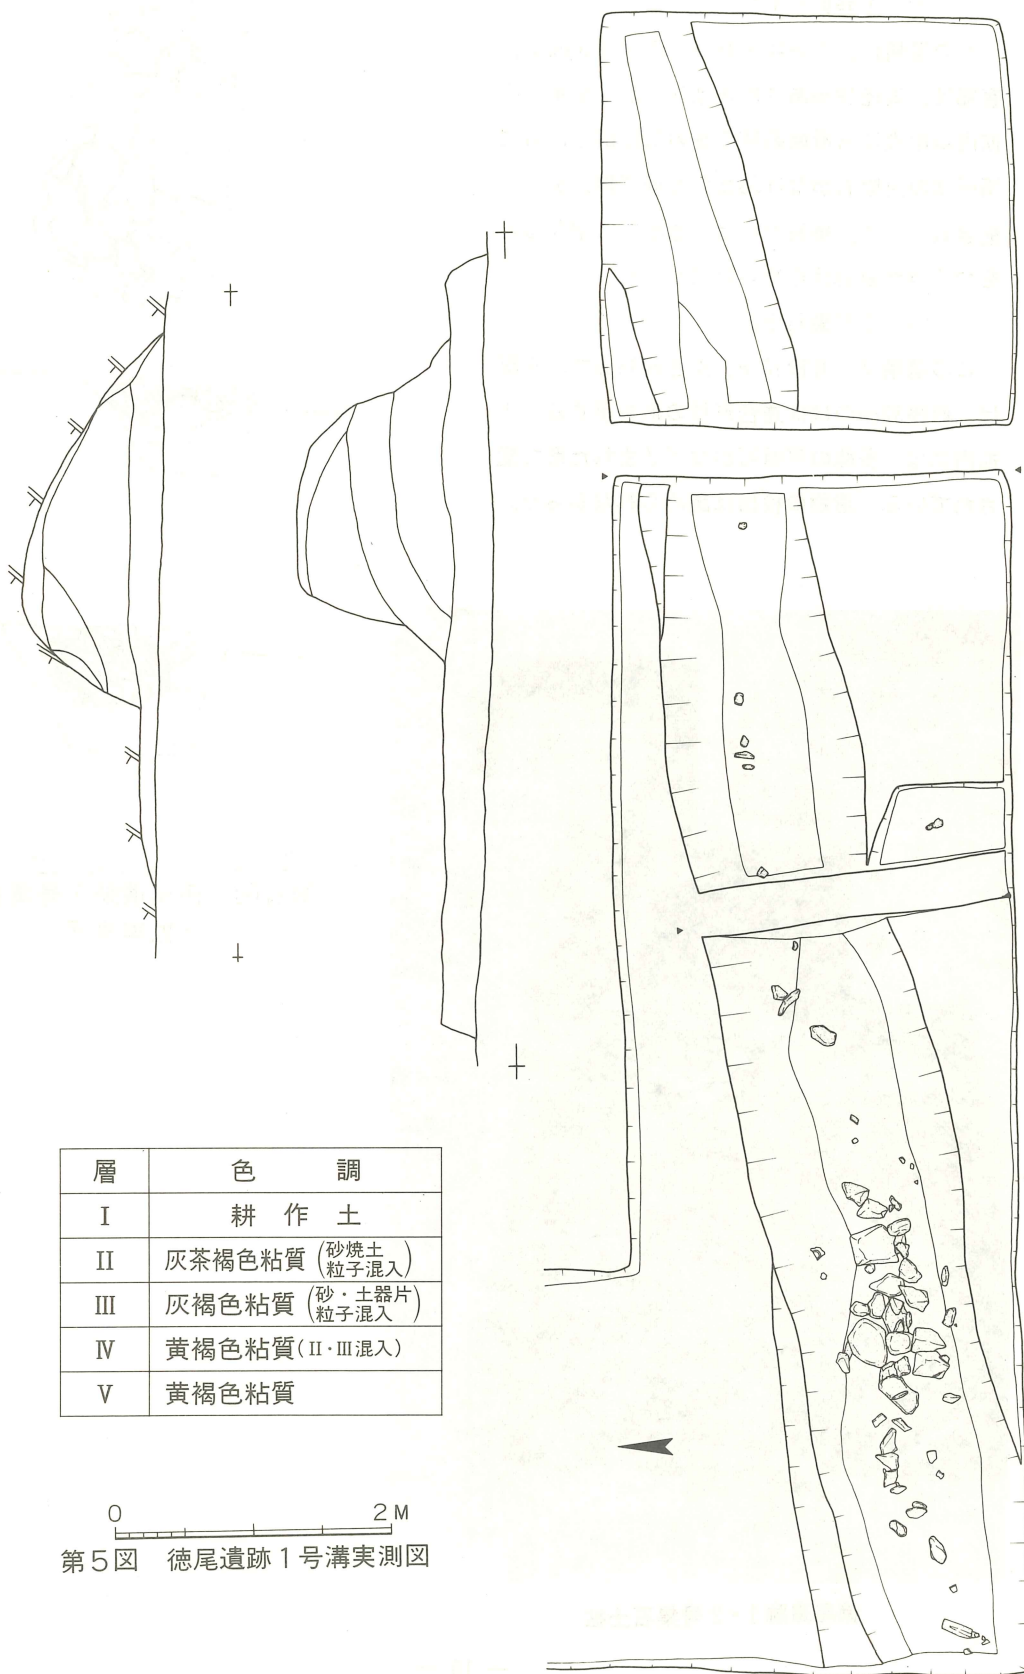 層 色 調
I 耕 作 土
II 灰茶褐色粘質(砂焼土 粒子混入)
III 灰褐色粘質(砂・土器片 粒子混入)
IV 黄褐色粘質(II・III混入)
V 黄褐色粘質
0 2M
第5図 徳尾遺跡1号溝実測図